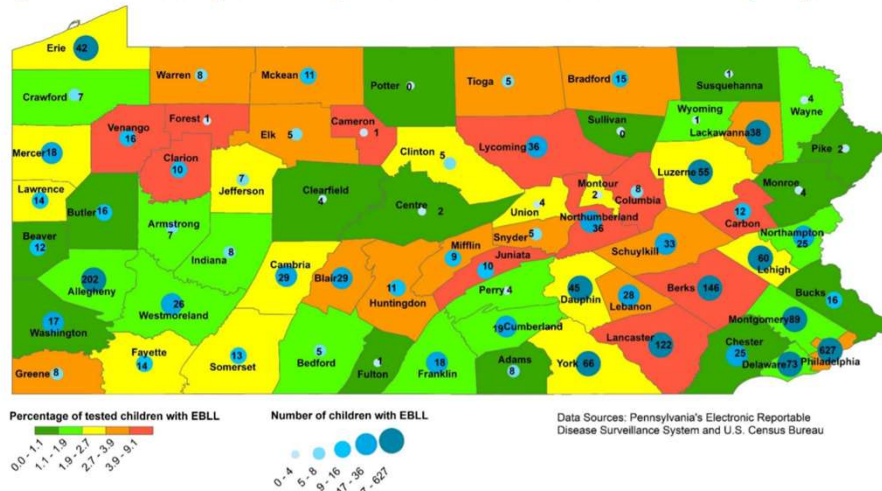 Erie 42
Warren 8
Mckean 11
Potter 0
Tioga 5
Bradford 15
Susquehanna 1
Crawford 7
Wayne 4
Forest 1
Venango 16
Elk 5
Cameron 1
Sullivan 0
Wyoming 1
Lackawanna 38
Mercer 18
Clarion 10
Clinton 5
Lycoming 36
Pike 2
Luzerne 55
Jefferson 7
Lawrence 14
Clearfield 4
Centre 2
Montour 2
Columbia 8
Monroe 4
Butler 16
Union 4
Armstrong 7
Snyder 5
Northumberland 36
Carbon 12
Northampton 25
Beaver 12
Indiana 8
Mifflin 9
Schuylkill 33
Allegheny 202
Cambria 29
Blair 29
Huntingdon 11
Juniata 10
Lehigh 60
Perry 4
Dauphin 45
Lebanon 28
Berks 146
Bucks 16
Westmoreland 26
Washington 17
Cumberland 19
Lancaster 122
Montgomery 89
Fayette 14
Somerset 13
Bedford 5
Fulton 1
Franklin 18
Adams 8
York 66
Chester 25
Delaware 73
Philadelphia 627
Greene 8
Percentage of tested children with EBLL
0.0 - 1.1
1.1 - 1.9
1.9 - 2.7
2.7 - 3.9
3.9 - 9.1
Number of children with EBLL
0 - 4
5 - 8
9 - 16
17 - 36
627
Data Sources: Pennsylvania's Electronic Reportable
Disease Surveillance System and U.S. Census Bureau